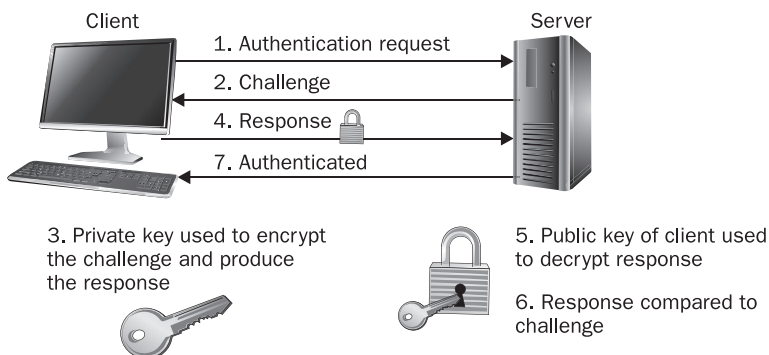 Client
Server
1. Authentication request
2. Challenge
4. Response
7. Authenticated
3. Private key used to encrypt
the challenge and produce
the response
5. Public key of client used
to decrypt response
6. Response compared to
challenge